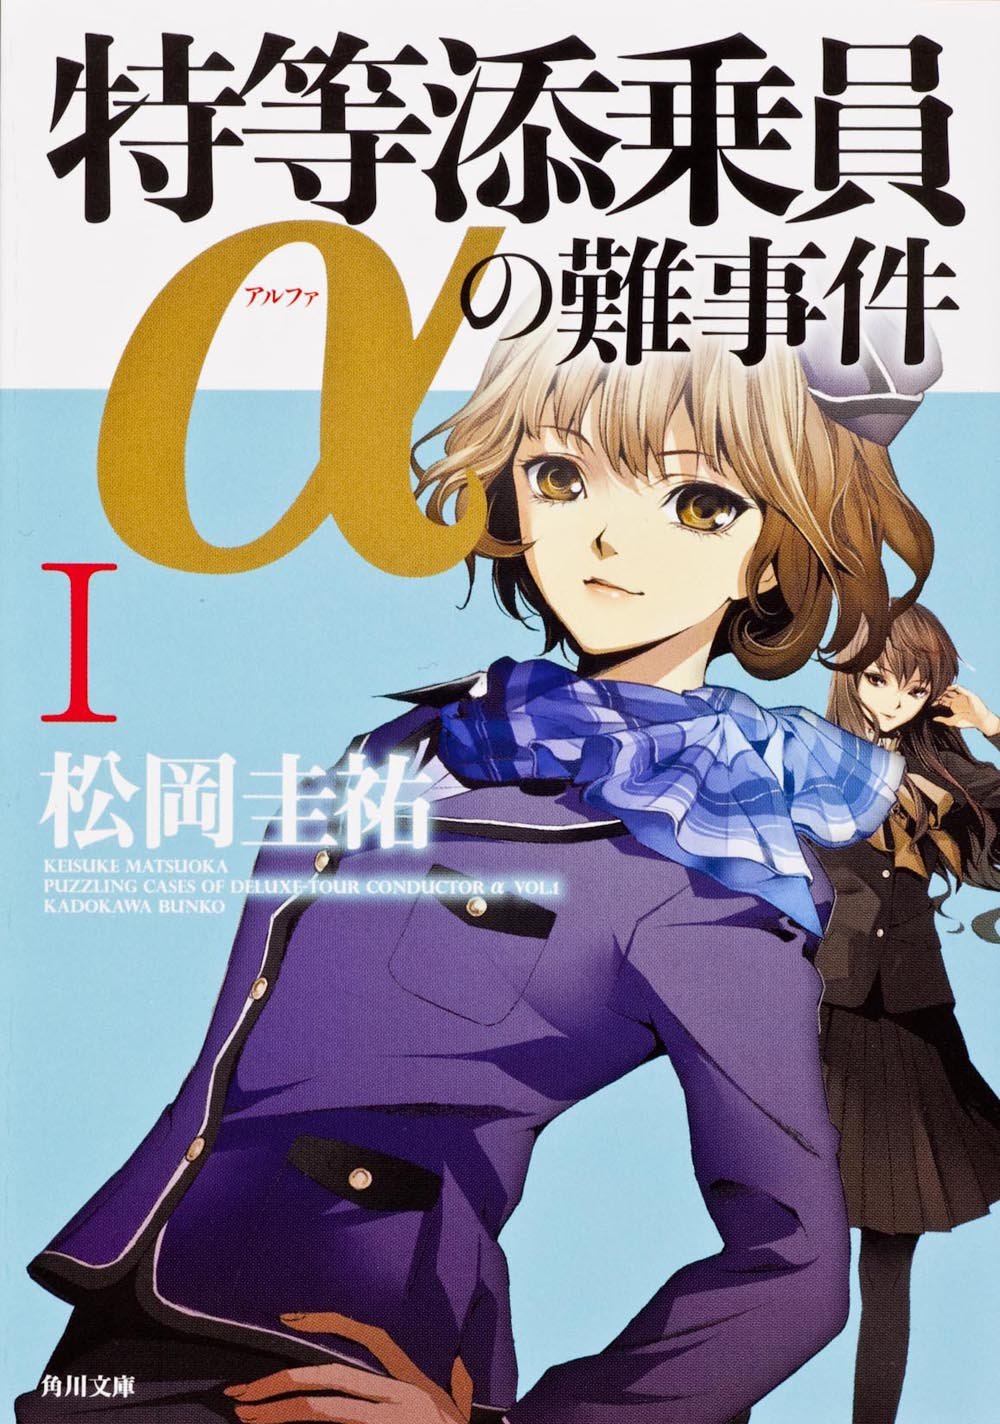 特等添乗員
α
アルファ
の難事件
I
松岡圭祐
KEISUKE MATSUOKA
PUZZLING CASES OF DELUXE-TOUR CONDUCTOR α VOL.1
KADOKAWA BUNKO
角川文庫